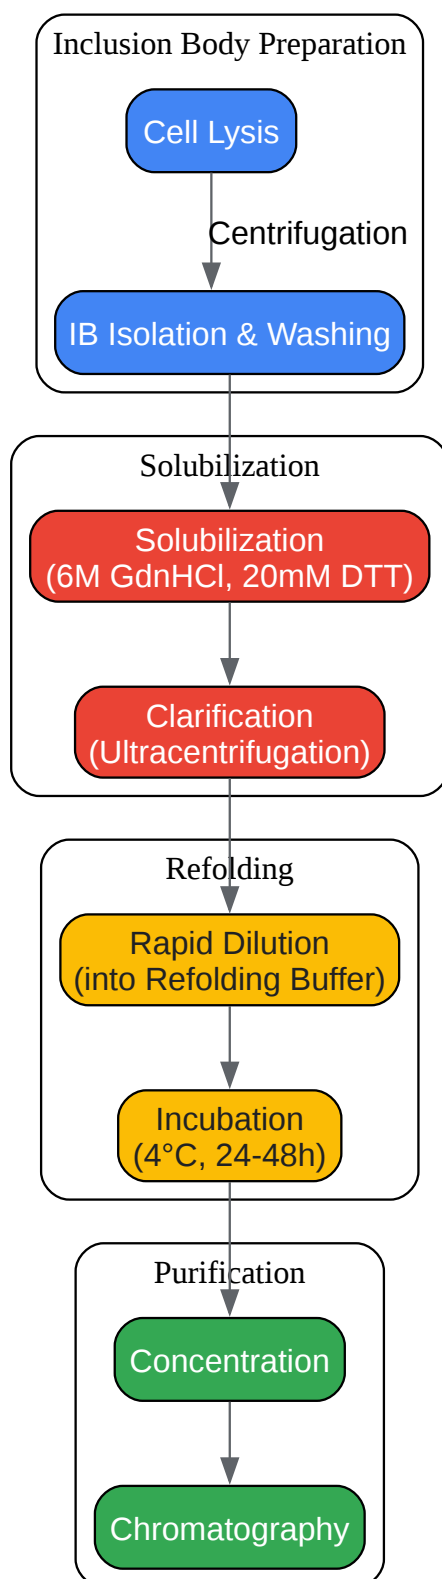 Inclusion Body Preparation
Cell Lysis
Centrifugation
IB Isolation & Washing
Solubilization
Solubilization
(6M GdnHCl, 20mM DTT)
Clarification
(Ultracentrifugation)
Refolding
Rapid Dilution
(into Refolding Buffer)
Incubation
(4°C, 24-48h)
Purification
Concentration
Chromatography